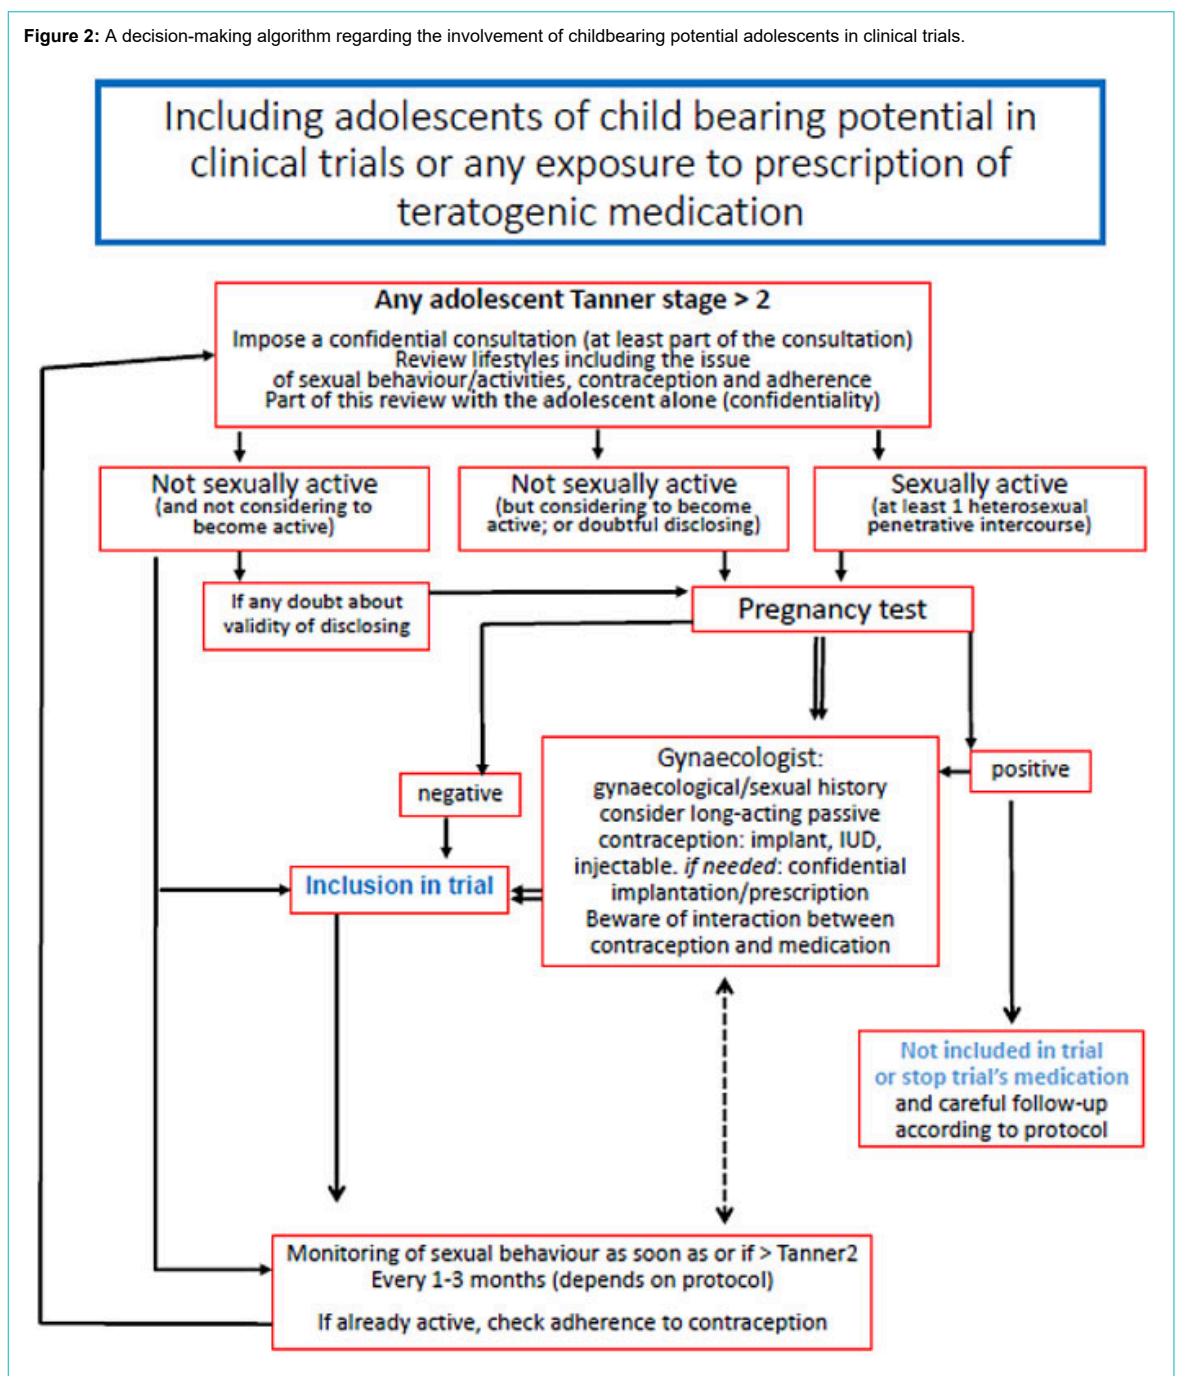 Figure 2: A decision-making algorithm regarding the involvement of childbearing potential adolescents in clinical trials.
Including adolescents of child bearing potential in
clinical trials or any exposure to prescription of
teratogenic medication
Any adolescent Tanner stage > 2
Impose a confidential consultation (at least part of the consultation)
Review lifestyles including the issue
of sexual behaviour/activities, contraception and adherence
Part of this review with the adolescent alone (confidentiality)
Not sexually active
(and not considering to
become active)
Not sexually active
(but considering to become
active; or doubtful disclosing)
Sexually active
(at least 1 heterosexual
penetrative intercourse)
If any doubt about
validity of disclosing
Pregnancy test
Gynaecologist:
gynaecological/sexual history
consider long-acting passive
contraception: implant, IUD,
injectable. if needed: confidential
implantation/prescription
Beware of interaction between
contraception and medication
positive
negative
Inclusion in trial
Not included in trial
or stop trial's medication
and careful follow-up
according to protocol
Monitoring of sexual behaviour as soon as or if > Tanner2
Every 1-3 months (depends on protocol)
If already active, check adherence to contraception